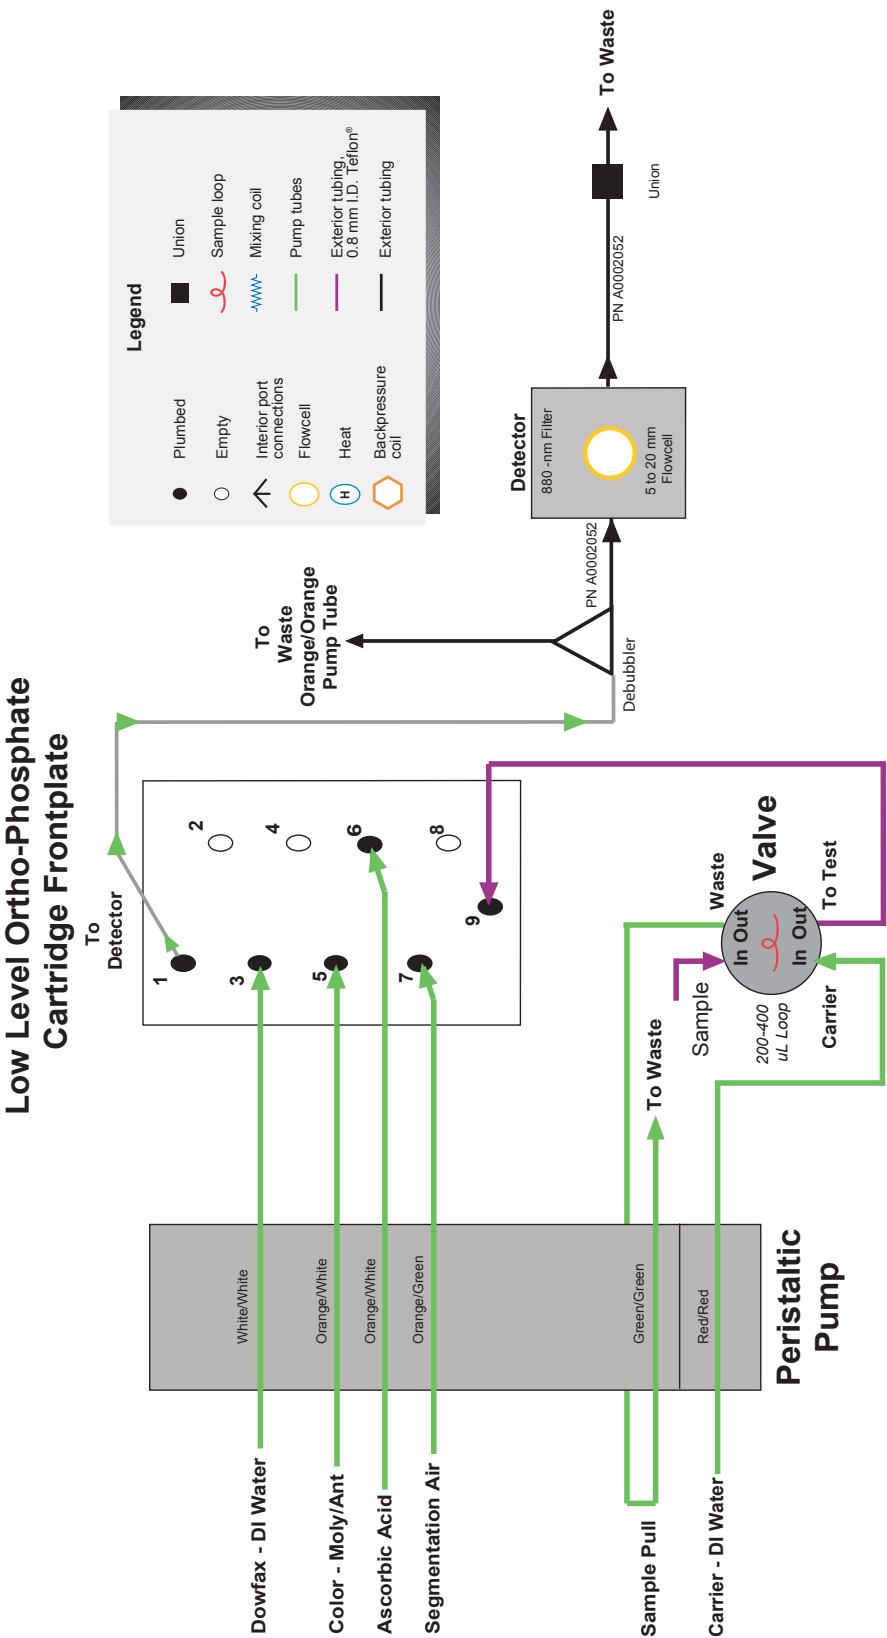 Low Level Ortho-Phosphate
Cartridge Frontplate
To
Detector
1
2
3
4
5
6
7
8
9
Dowfax - DI Water
White/White
Color - Moly/Ant
Orange/White
Ascorbic Acid
Orange/White
Segmentation Air
Orange/Green
Sample Pull
Green/Green
To Waste
Carrier - DI Water
Red/Red
Peristaltic
Pump
Sample
Waste
In Out
In Out
Valve
200-400
uL Loop
Carrier
To Test
To
Waste
Orange/Orange
Pump Tube
Debubbler
PN A0002052
Detector
880 -nm Filter
5 to 20 mm
Flowcell
PN A0002052
Union
To Waste
Legend
Plumbed
Empty
Interior port
connections
Flowcell
H
Heat
Backpressure
coil
Union
Sample loop
Mixing coil
Pump tubes
Exterior tubing,
0.8 mm I.D. Teflon®
Exterior tubing